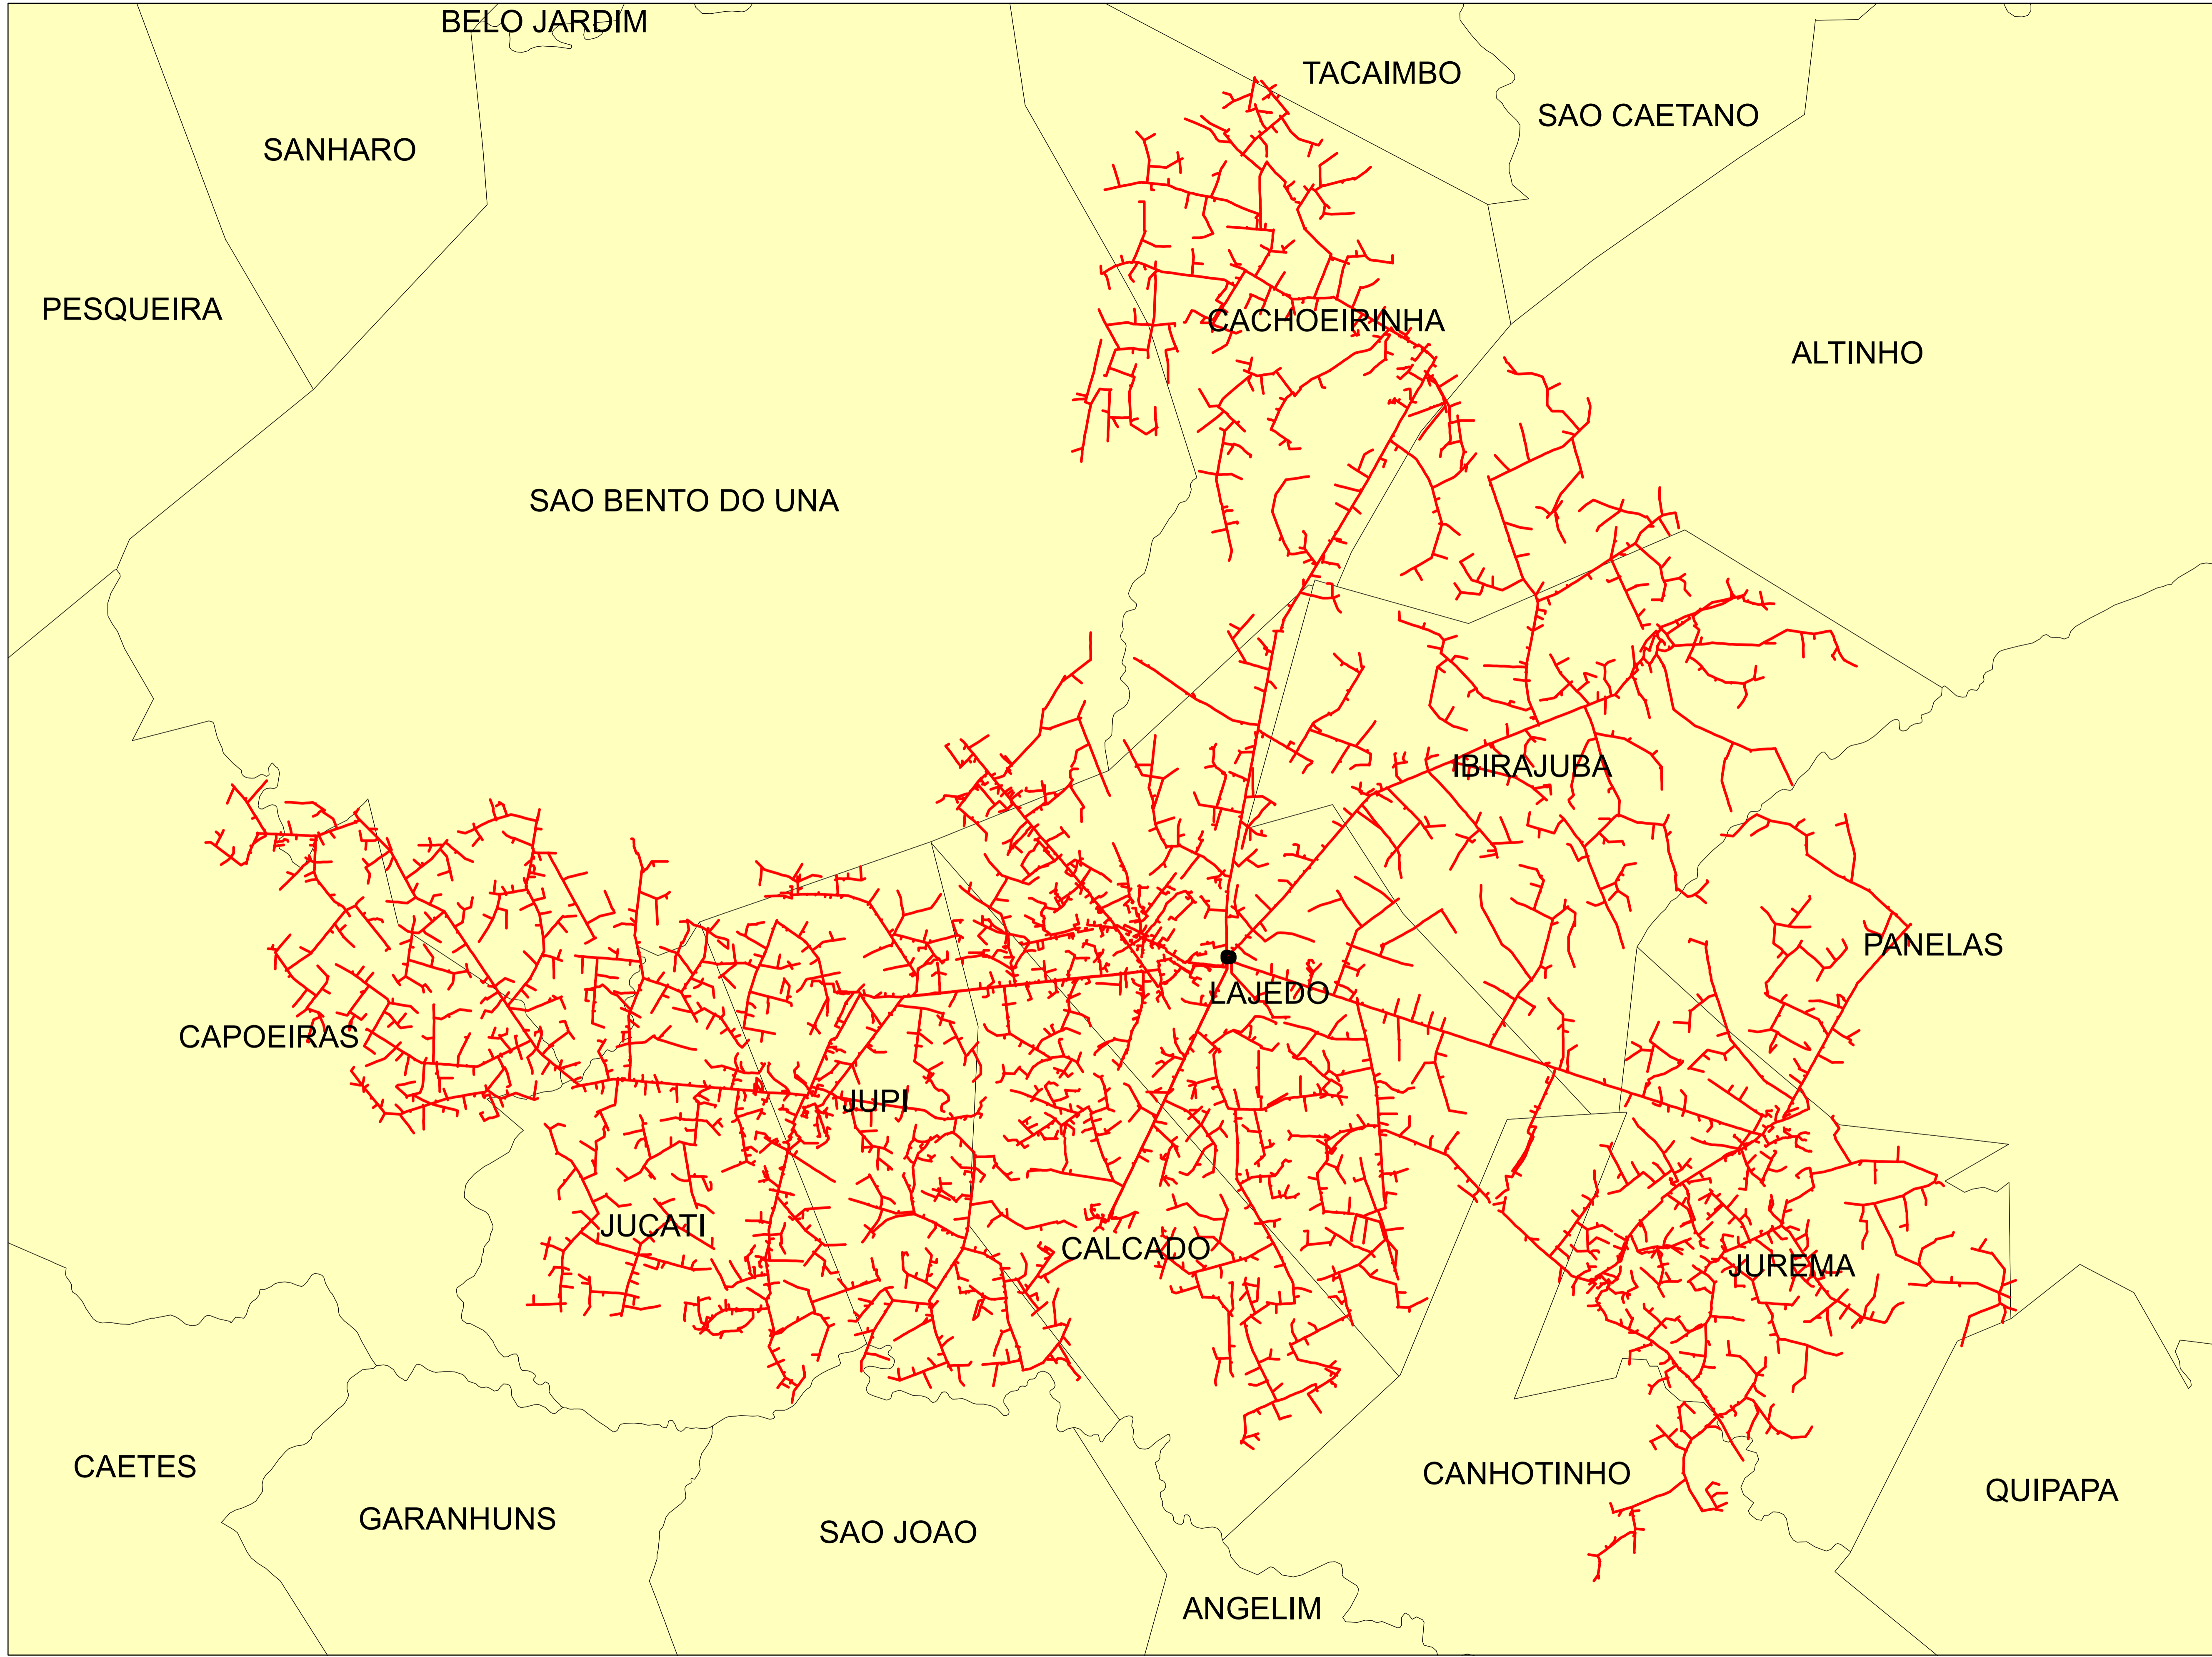 BELO JARDIM
TACAIMBO
SAO CAETANO
SANHARO
PESQUEIRA
CACHOEIRINHA
ALTINHO
SAO BENTO DO UNA
IBIRAJUBA
PANELAS
LAJEDO
CAPOEIRAS
JUPI
JUCATI
CALCADO
JUREMA
CAETES
CANHOTINHO
QUIPAPA
GARANHUNS
SAO JOAO
ANGELIM